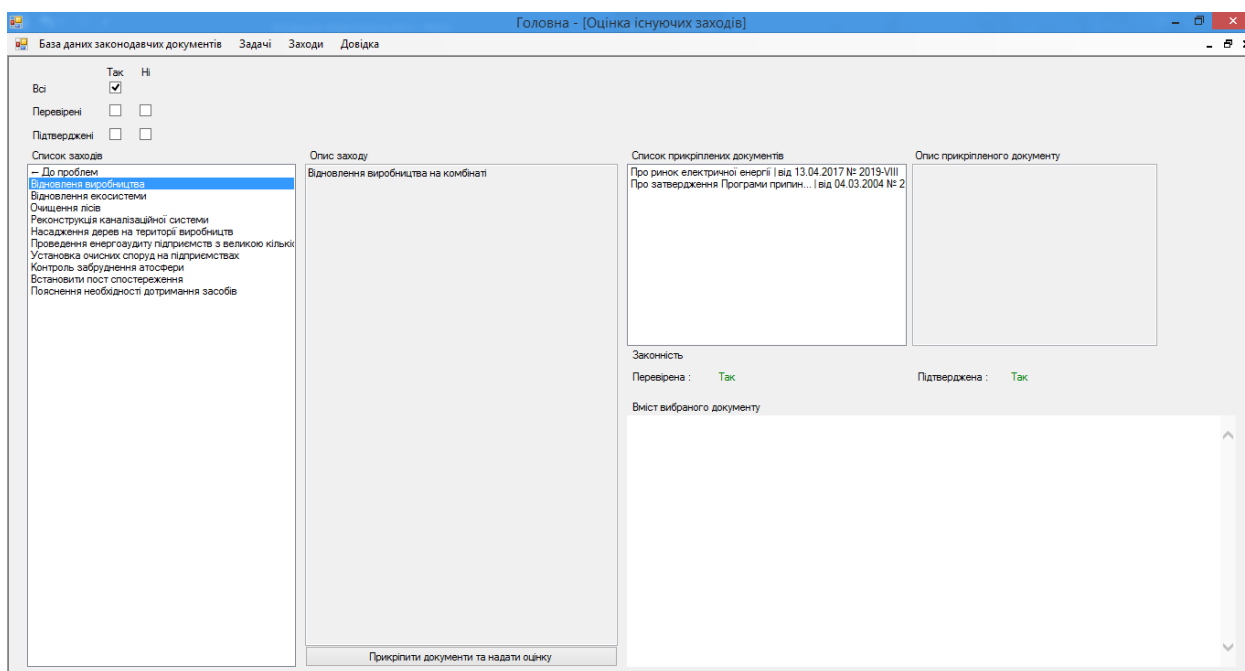 Головна - [Оцінка існуючих заходів]
База даних законодавчих документів Задачі Заходи Довідка
Так Ні
Всі
Перевірені
Підтверджені
Список заходів
← До проблем
Відновленя виробництва
Відновлення екосистеми
Очищення лісів
Реконструкція каналізаційної системи
Насадження дерев на території виробництв
Проведення енергоаудиту підприємств з великою кількіс
Установка очисних споруд на підприємствах
Контроль забруднення атосфери
Встановити пост спостереження
Пояснення необхідності дотримання засобів
Опис заходу
Відновлення виробництва на комбінаті
Прикріпити документи та надати оцінку
Список прикріплених документів
Про ринок електричної енергії | від 13.04.2017 № 2019-VIII
Про затвердження Програми припин... | від 04.03.2004 № 2
Опис прикріпленого документу
Законність
Перевірена : Так
Підтверджена : Так
Вміст вибраного документу